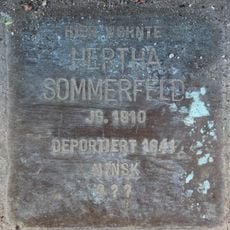 HIER WOHNTE
HERTHA
SOMMERFELD
JG. 1910
DEPORTIERT 1941
MINSK
???